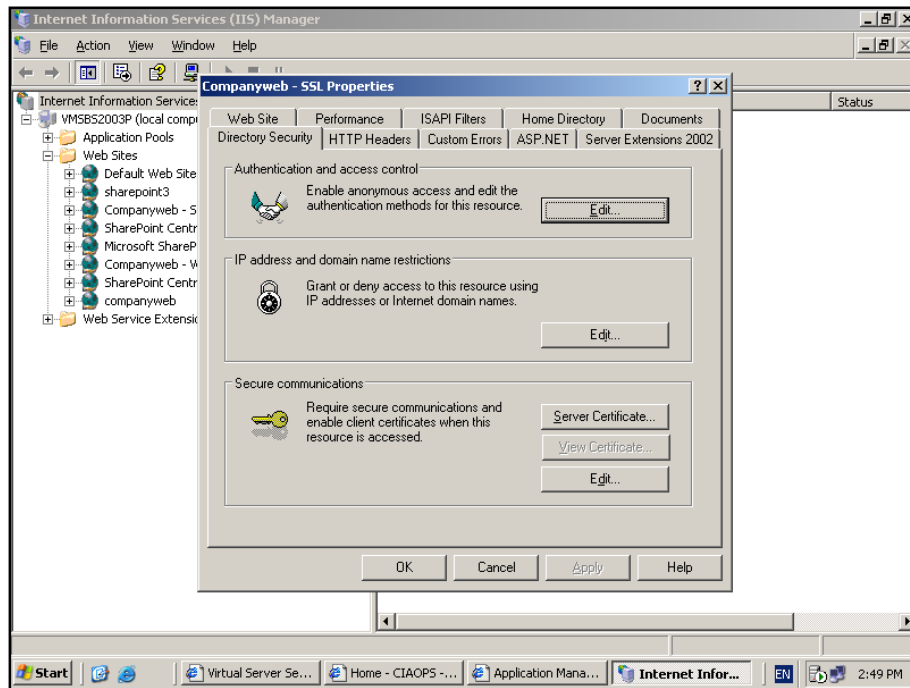 Internet Information Services (IIS) Manager
File Action View Window Help
Internet Information Service
Status
VMSBS2003P (local compu
Application Pools
Web Sites
Default Web Site
sharepoint3
Companyweb - S
SharePoint Centr
Microsoft ShareP
Companyweb - W
SharePoint Centr
companyweb
Web Service Extensio
Companyweb - SSL Properties
Web Site Performance ISAPI Filters Home Directory Documents
Directory Security HTTP Headers Custom Errors ASP.NET Server Extensions 2002
Authentication and access control
Enable anonymous access and edit the
authentication methods for this resource.
Edit...
IP address and domain name restrictions
Grant or deny access to this resource using
IP addresses or Internet domain names.
Edit...
Secure communications
Require secure communications and
enable client certificates when this
resource is accessed.
Server Certificate...
View Certificate...
Edit...
OK Cancel Apply Help
Start Virtual Server Se... Home - CIAOPS -... Application Mana... Internet Infor... EN 2:49 PM